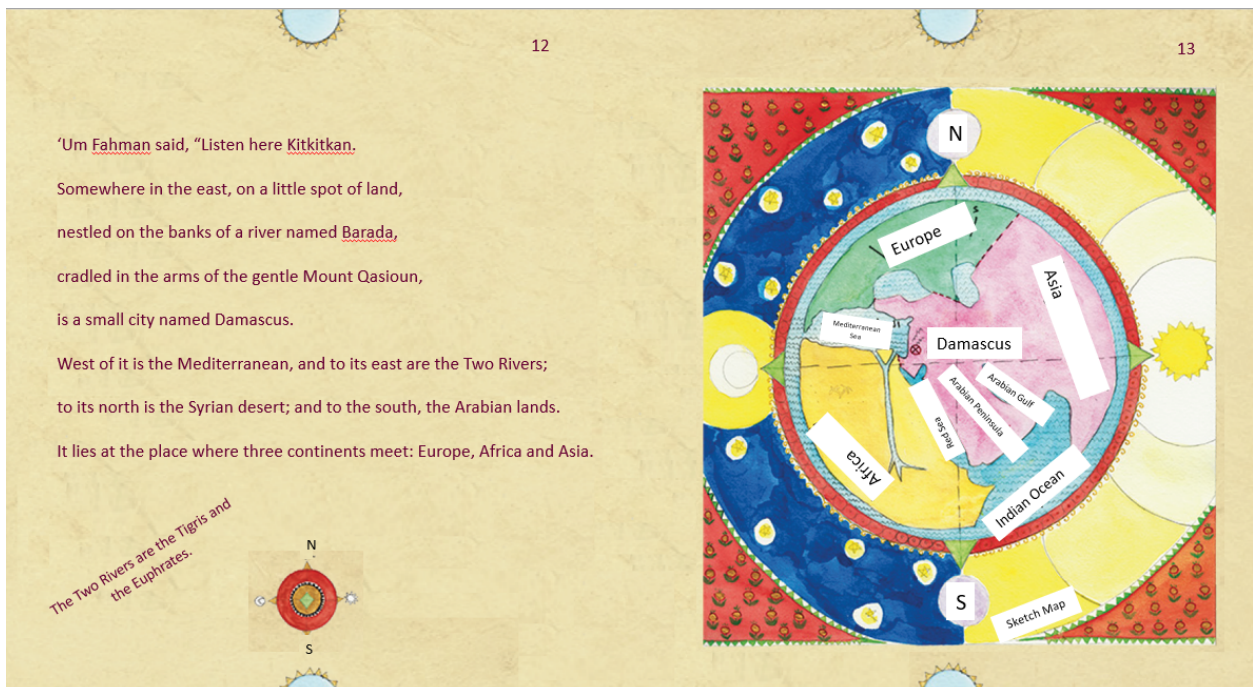 12
‘Um Fahman said, “Listen here Kitkitkan.
Somewhere in the east, on a little spot of land,
nestled on the banks of a river named Barada,
cradled in the arms of the gentle Mount Qasioun,
is a small city named Damascus.
West of it is the Mediterranean, and to its east are the Two Rivers;
to its north is the Syrian desert; and to the south, the Arabian lands.
It lies at the place where three continents meet: Europe, Africa and Asia.
The Two Rivers are the Tigris and
the Euphrates.
N
S
13
N
Europe
Asia
Mediterranean
Sea
Damascus
Arabian Gulf
Arabian Peninsula
Red Sea
Africa
Indian Ocean
S
Sketch Map